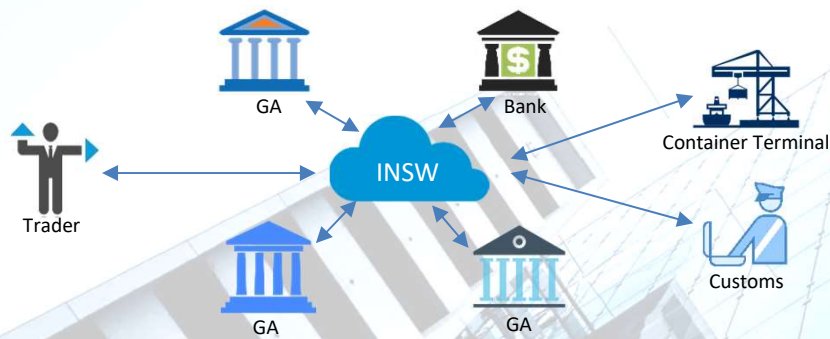 GA
Bank
Container Terminal
INSW
Trader
Customs
GA
GA